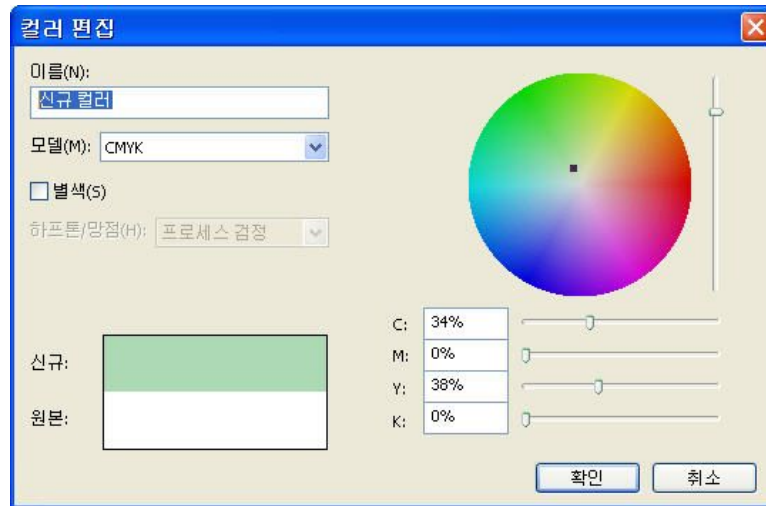 컬러 편집
이름(N):
신규 컬러
모델(M): CMYK
별색(S)
하프톤/망점(H): 프로세스 검정
신규:
원본:
C: 34%
M: 0%
Y: 38%
K: 0%
확인 취소